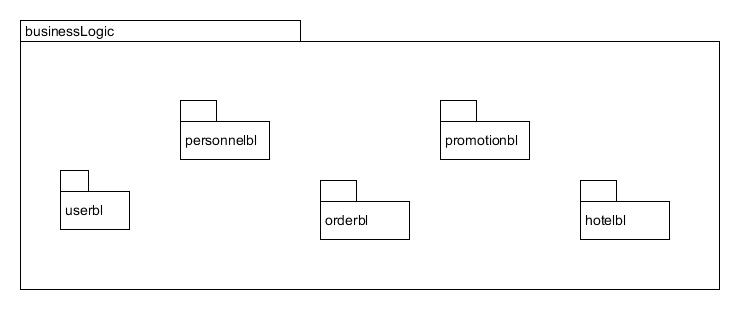 businessLogic
personnelbl
promotionbl
userbl
orderbl
hotelbl